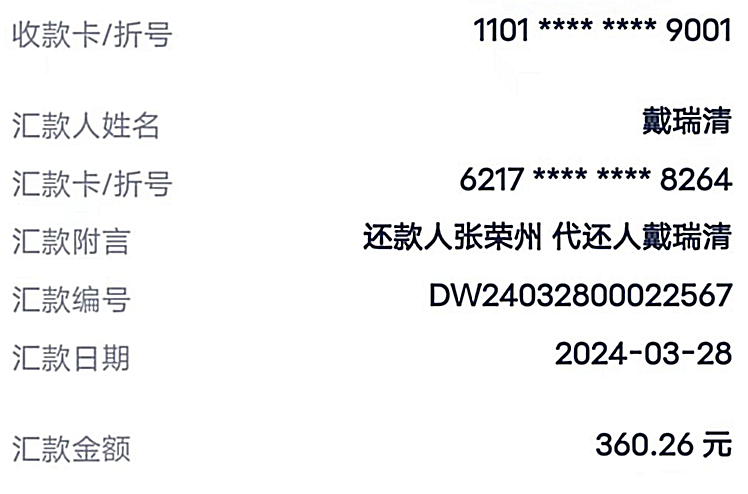 收款卡/折号 1101 **** **** 9001
汇款人姓名 戴瑞清
汇款卡/折号 6217 **** **** 8264
汇款附言 还款人张荣州 代还人戴瑞清
汇款编号 DW24032800022567
汇款日期 2024-03-28
汇款金额 360.26 元